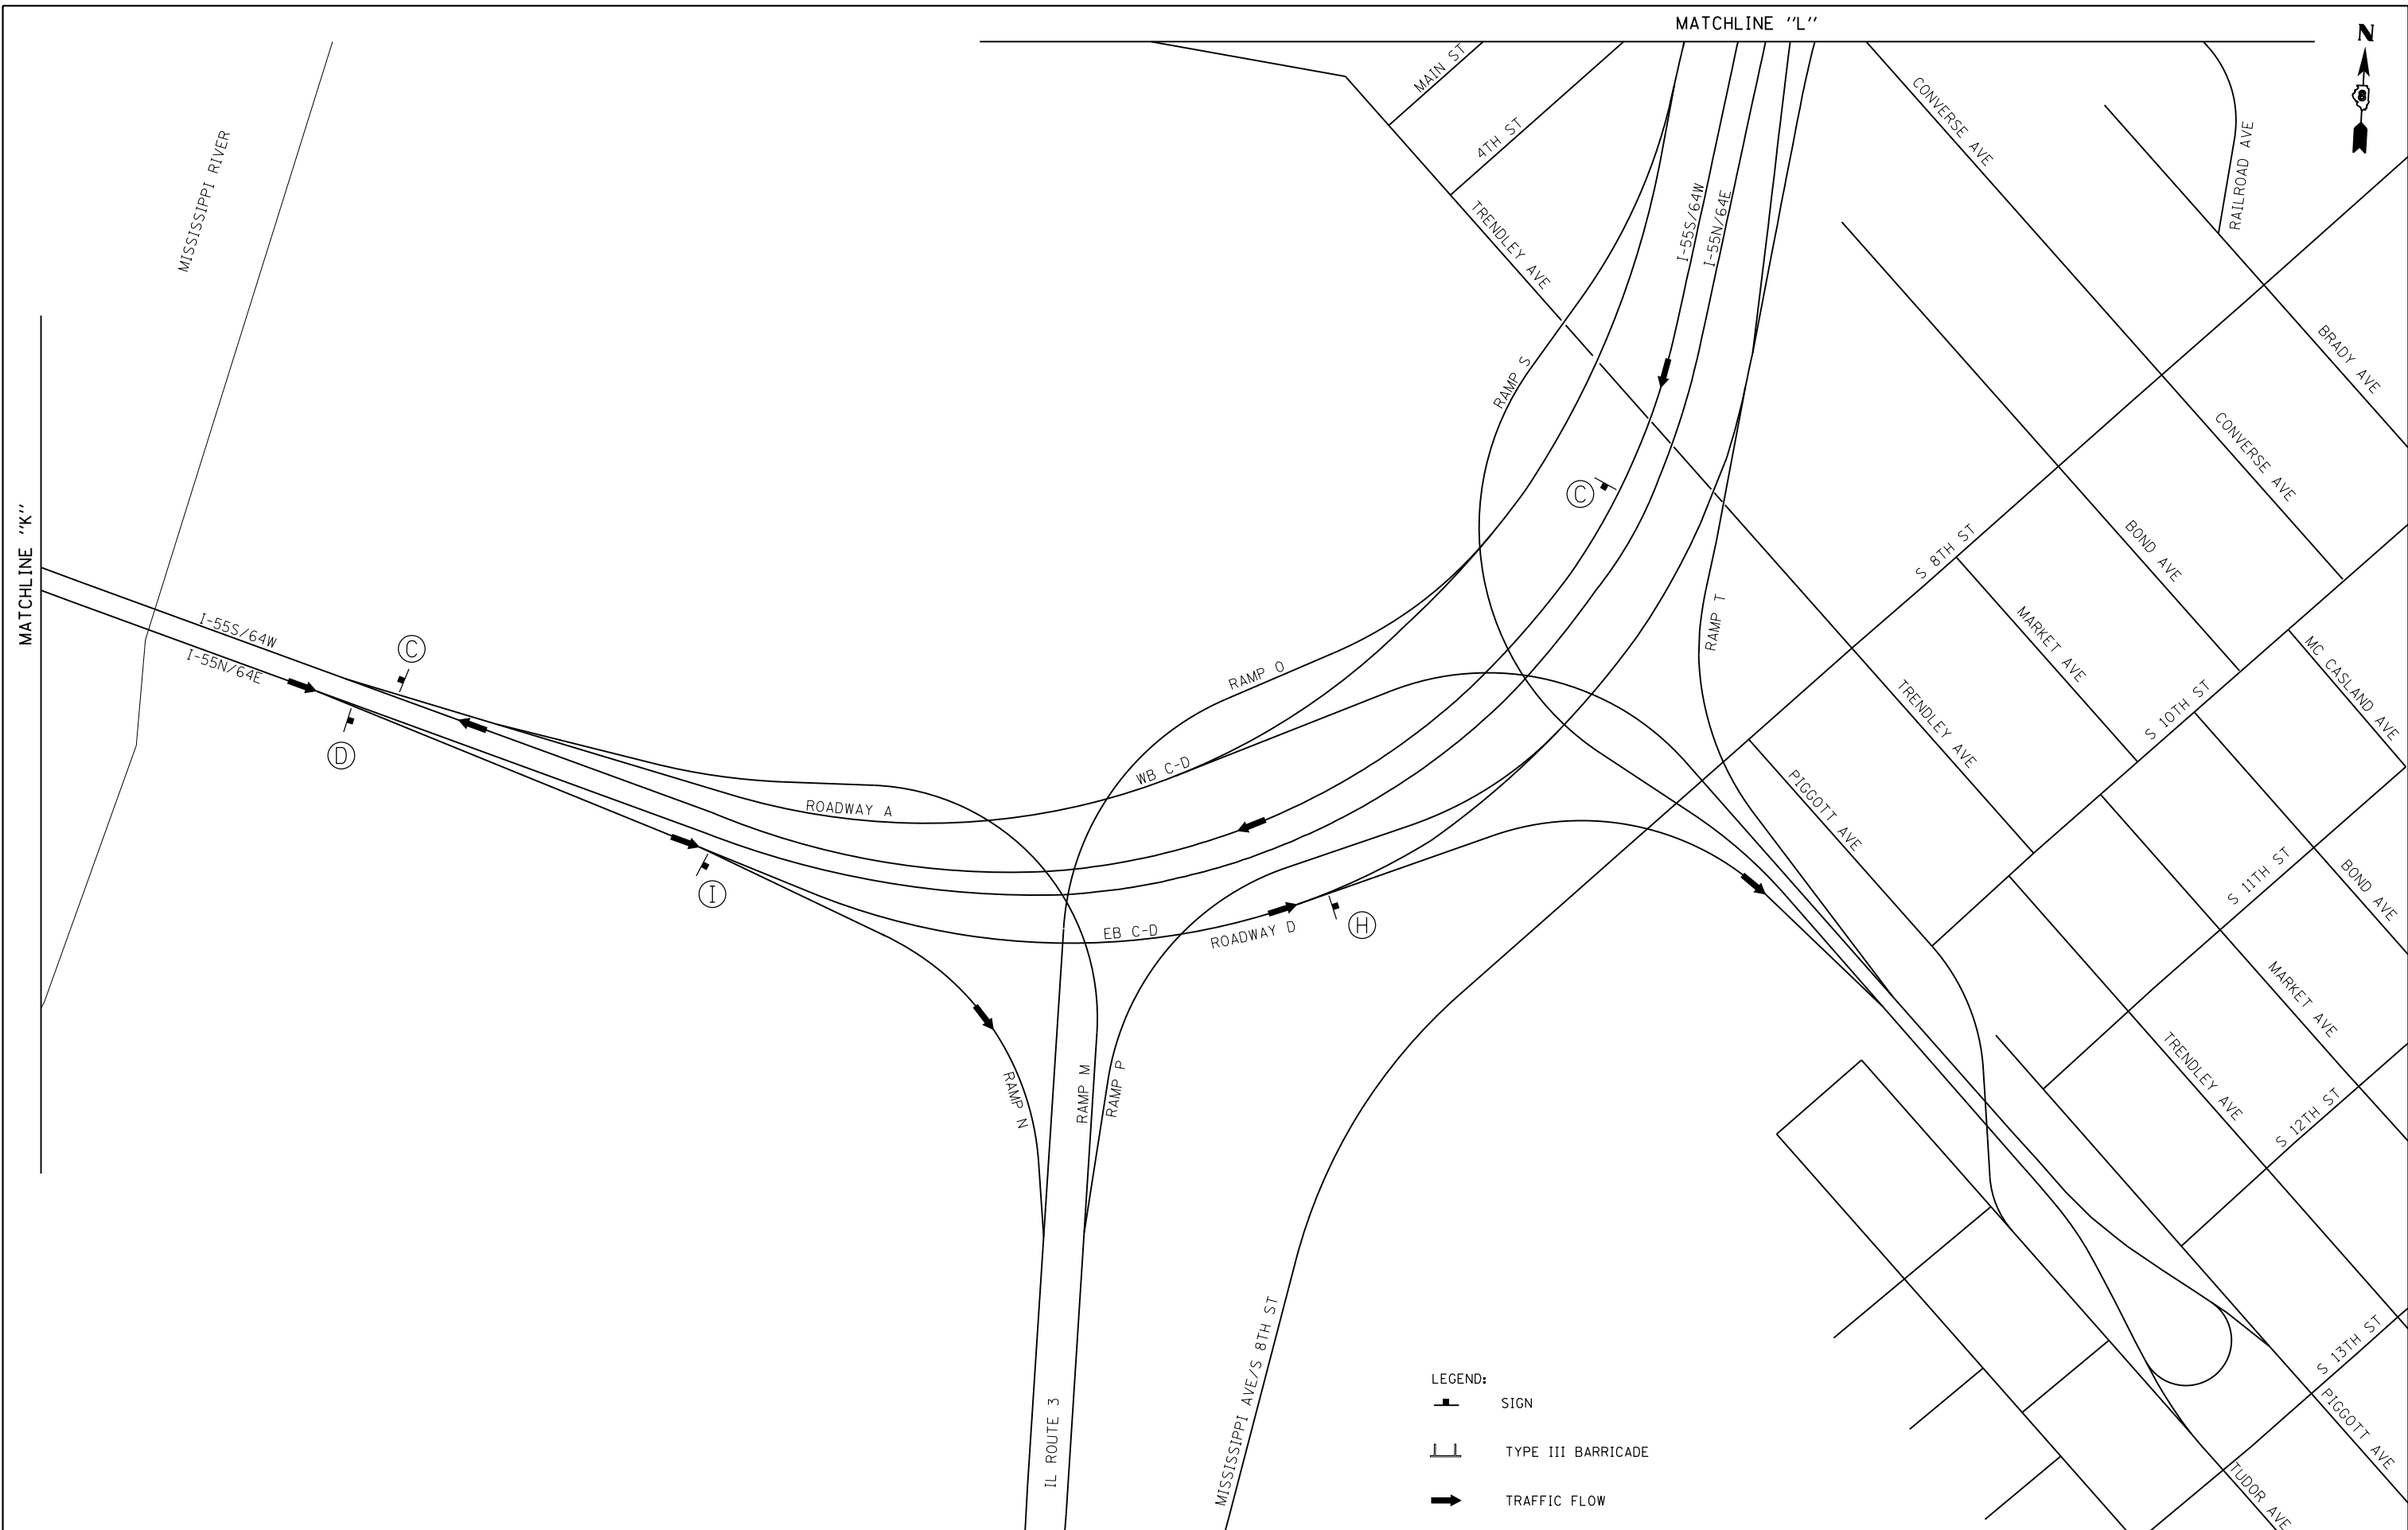 MATCHLINE "L"
N
8
MAIN ST
4TH ST
TRENDLEY AVE
CONVERSE AVE
RAILROAD AVE
MISSISSIPPI RIVER
I-55S/64W
I-55N/64E
BRADY AVE
RAMP S
CONVERSE AVE
C
BOND AVE
S 8TH ST
MATCHLINE "K"
I-55S/64W
I-55N/64E
C
D
RAMP O
RAMP T
MARKET AVE
MC CASLAND AVE
S 10TH ST
TRENDLEY AVE
WB C-D
ROADWAY A
PIGGOTT AVE
I
S 11TH ST
BOND AVE
EB C-D
ROADWAY D
H
MARKET AVE
RAMP N
RAMP M
RAMP P
TRENDLEY AVE
S 12TH ST
IL ROUTE 3
MISSISSIPPI AVE/S 8TH ST
S 13TH ST
PIGGOTT AVE
TUDOR AVE
LEGEND:
SIGN
TYPE III BARRICADE
TRAFFIC FLOW